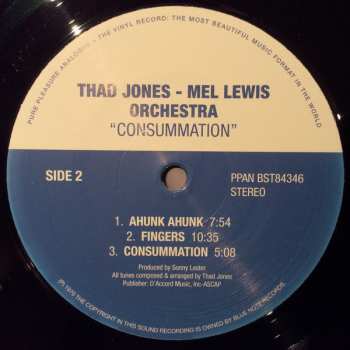 PURE PLEASURE ANALOGUE - THE VINYL RECORD: THE MOST BEAUTIFUL MUSIC FORMAT IN THE WORLD
THAD JONES - MEL LEWIS
ORCHESTRA
“CONSUMMATION”
SIDE 2
PPAN BST84346
STEREO
1. AHUNK AHUNK 7:54
2. FINGERS 10:35
3. CONSUMMATION 5:08
Produced by Sonny Lester
All tunes composed & arranged by Thad Jones
Publisher: D'Accord Music, Inc-ASCAP
(P) 1970 THE COPYRIGHT IN THIS SOUND RECORDING IS OWNED BY BLUE NOTE RECORDS